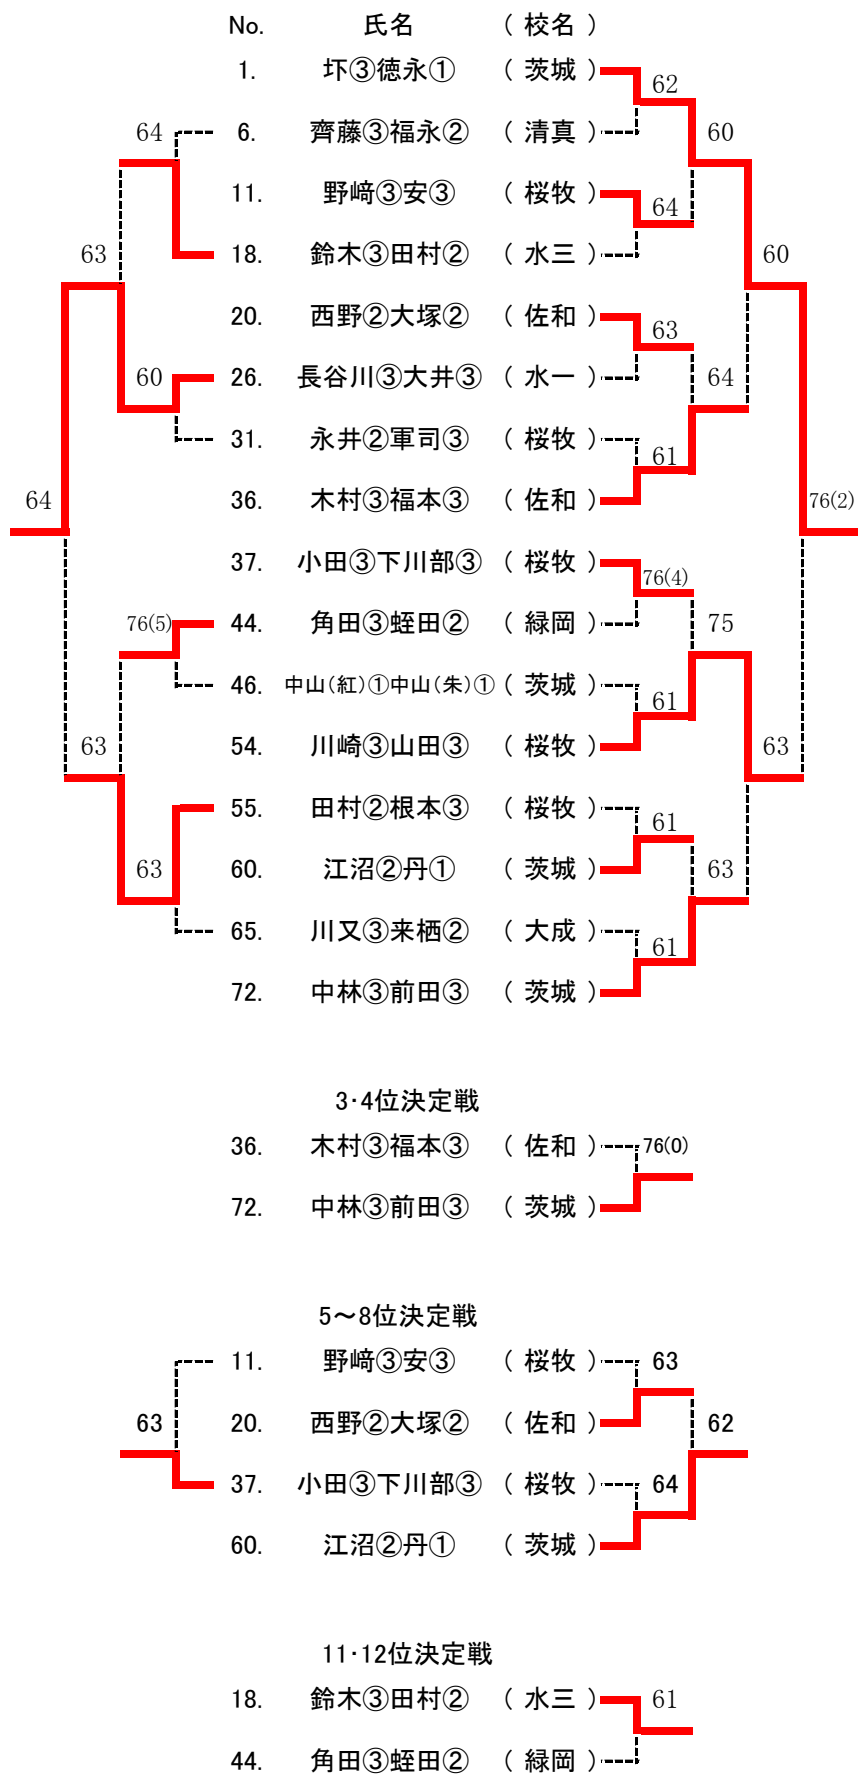 No. 氏名 （ 校名 ）
1. 圷③徳永① （ 茨城 ） 62
64 6. 齊藤③福永② （ 清真 ） 60
11. 野﨑③安③ （ 桜牧 ） 64
63 18. 鈴木③田村② （ 水三 ） 60
20. 西野②大塚② （ 佐和 ） 63
60 26. 長谷川③大井③ （ 水一 ） 64
31. 永井②軍司③ （ 桜牧 ） 61
64 36. 木村③福本③ （ 佐和 ） 76(2)
37. 小田③下川部③ （ 桜牧 ） 76(4)
76(5) 44. 角田③蛭田② （ 緑岡 ） 75
46. 中山(紅)①中山(朱)① （ 茨城 ） 61
63 54. 川崎③山田③ （ 桜牧 ） 63
55. 田村②根本③ （ 桜牧 ） 61
63 60. 江沼②丹① （ 茨城 ） 63
65. 川又③来栖② （ 大成 ） 61
72. 中林③前田③ （ 茨城 ）
3･4位決定戦
36. 木村③福本③ （ 佐和 ） 76(0)
72. 中林③前田③ （ 茨城 ）
5～8位決定戦
11. 野﨑③安③ （ 桜牧 ） 63
63 20. 西野②大塚② （ 佐和 ） 62
37. 小田③下川部③ （ 桜牧 ） 64
60. 江沼②丹① （ 茨城 ）
11･12位決定戦
18. 鈴木③田村② （ 水三 ） 61
44. 角田③蛭田② （ 緑岡 ）